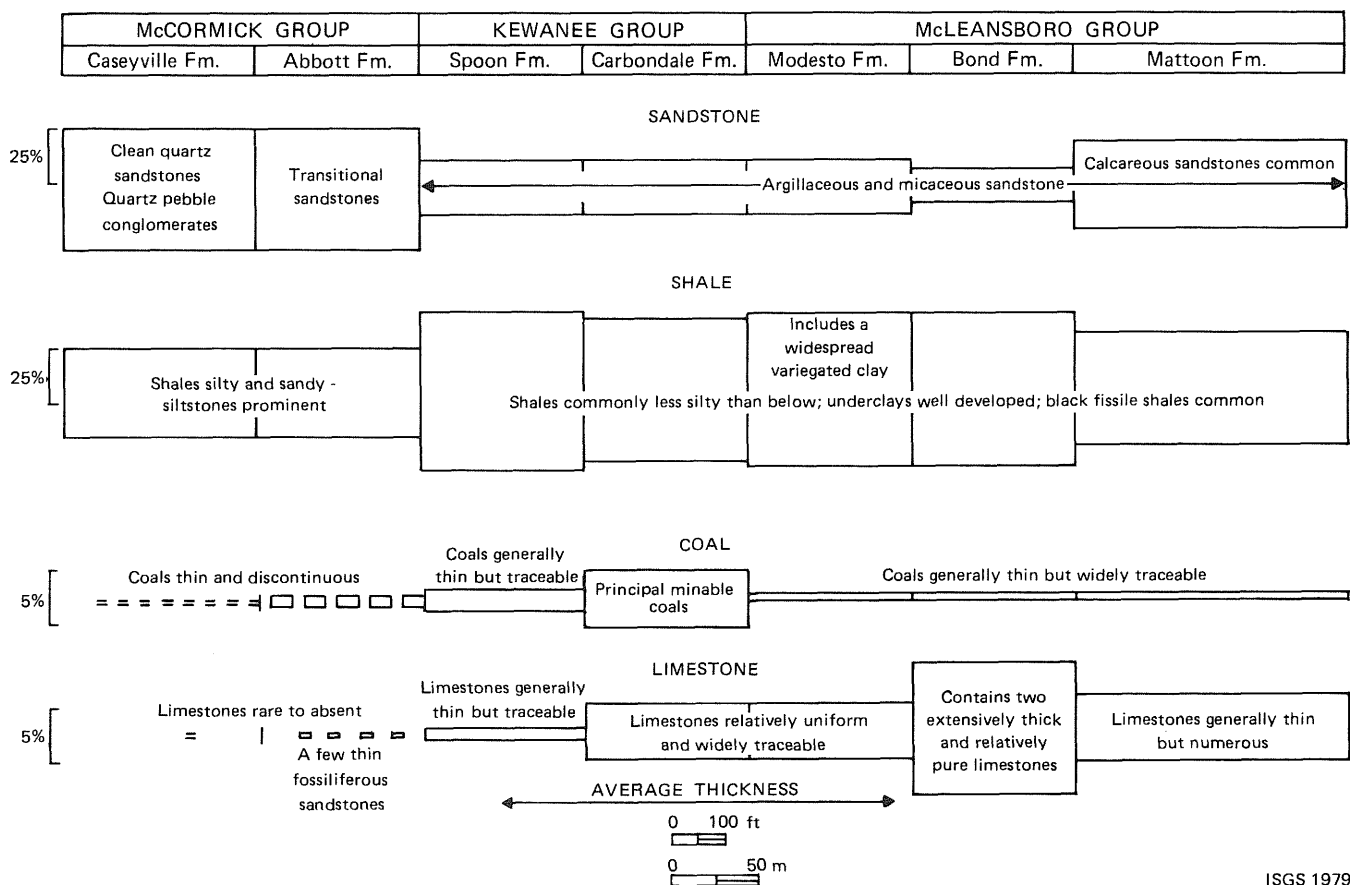 McCORMICK GROUP KEWANEE GROUP McLEANSBORO GROUP
Caseyville Fm. Abbott Fm. Spoon Fm. Carbondale Fm. Modesto Fm. Bond Fm. Mattoon Fm.
SANDSTONE
25%
Clean quartz
sandstones
Quartz pebble
conglomerates
Transitional
sandstones
Argillaceous and micaceous sandstone
Calcareous sandstones common
SHALE
25%
Shales silty and sandy -
siltstones prominent
Includes a
widespread
variegated clay
Shales commonly less silty than below; underclays well developed; black fissile shales common
COAL
5%
Coals thin and discontinuous
Coals generally
thin but traceable
Principal minable
coals
Coals generally thin but widely traceable
LIMESTONE
5%
Limestones rare to absent
A few thin
fossiliferous
sandstones
Limestones generally
thin but traceable
Limestones relatively uniform
and widely traceable
Contains two
extensively thick
and relatively
pure limestones
Limestones generally thin
but numerous
AVERAGE THICKNESS
0 100 ft
0 50 m
ISGS 1979